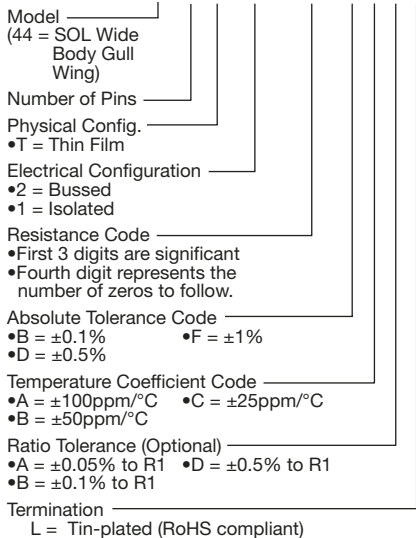 Model
(44 = SOL Wide
Body Gull
Wing)
Number of Pins
Physical Config.
•T = Thin Film
Electrical Configuration
•2 = Bussed
•1 = Isolated
Resistance Code
•First 3 digits are significant
•Fourth digit represents the
number of zeros to follow.
Absolute Tolerance Code
•B = ±0.1% •F = ±1%
•D = ±0.5%
Temperature Coefficient Code
•A = ±100ppm/°C •C = ±25ppm/°C
•B = ±50ppm/°C
Ratio Tolerance (Optional)
•A = ±0.05% to R1 •D = ±0.5% to R1
•B = ±0.1% to R1
Termination
L = Tin-plated (RoHS compliant)